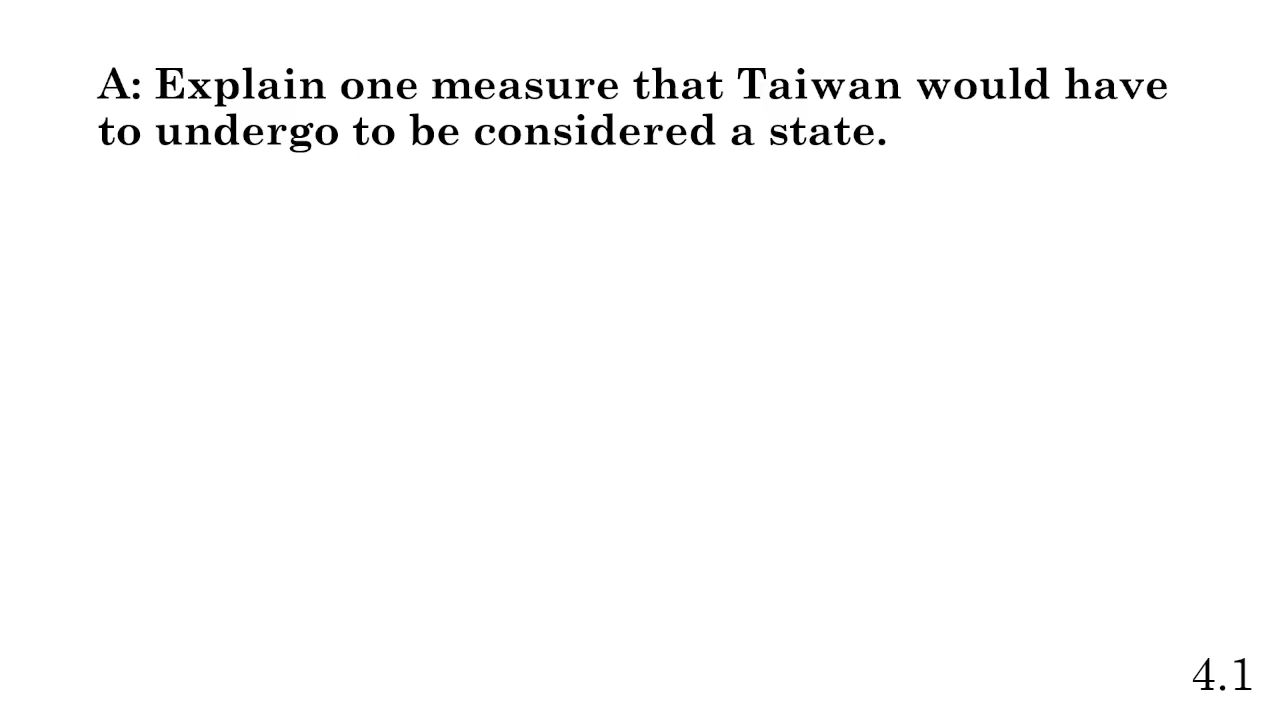 A: Explain one measure that Taiwan would have
to undergo to be considered a state.
4.1